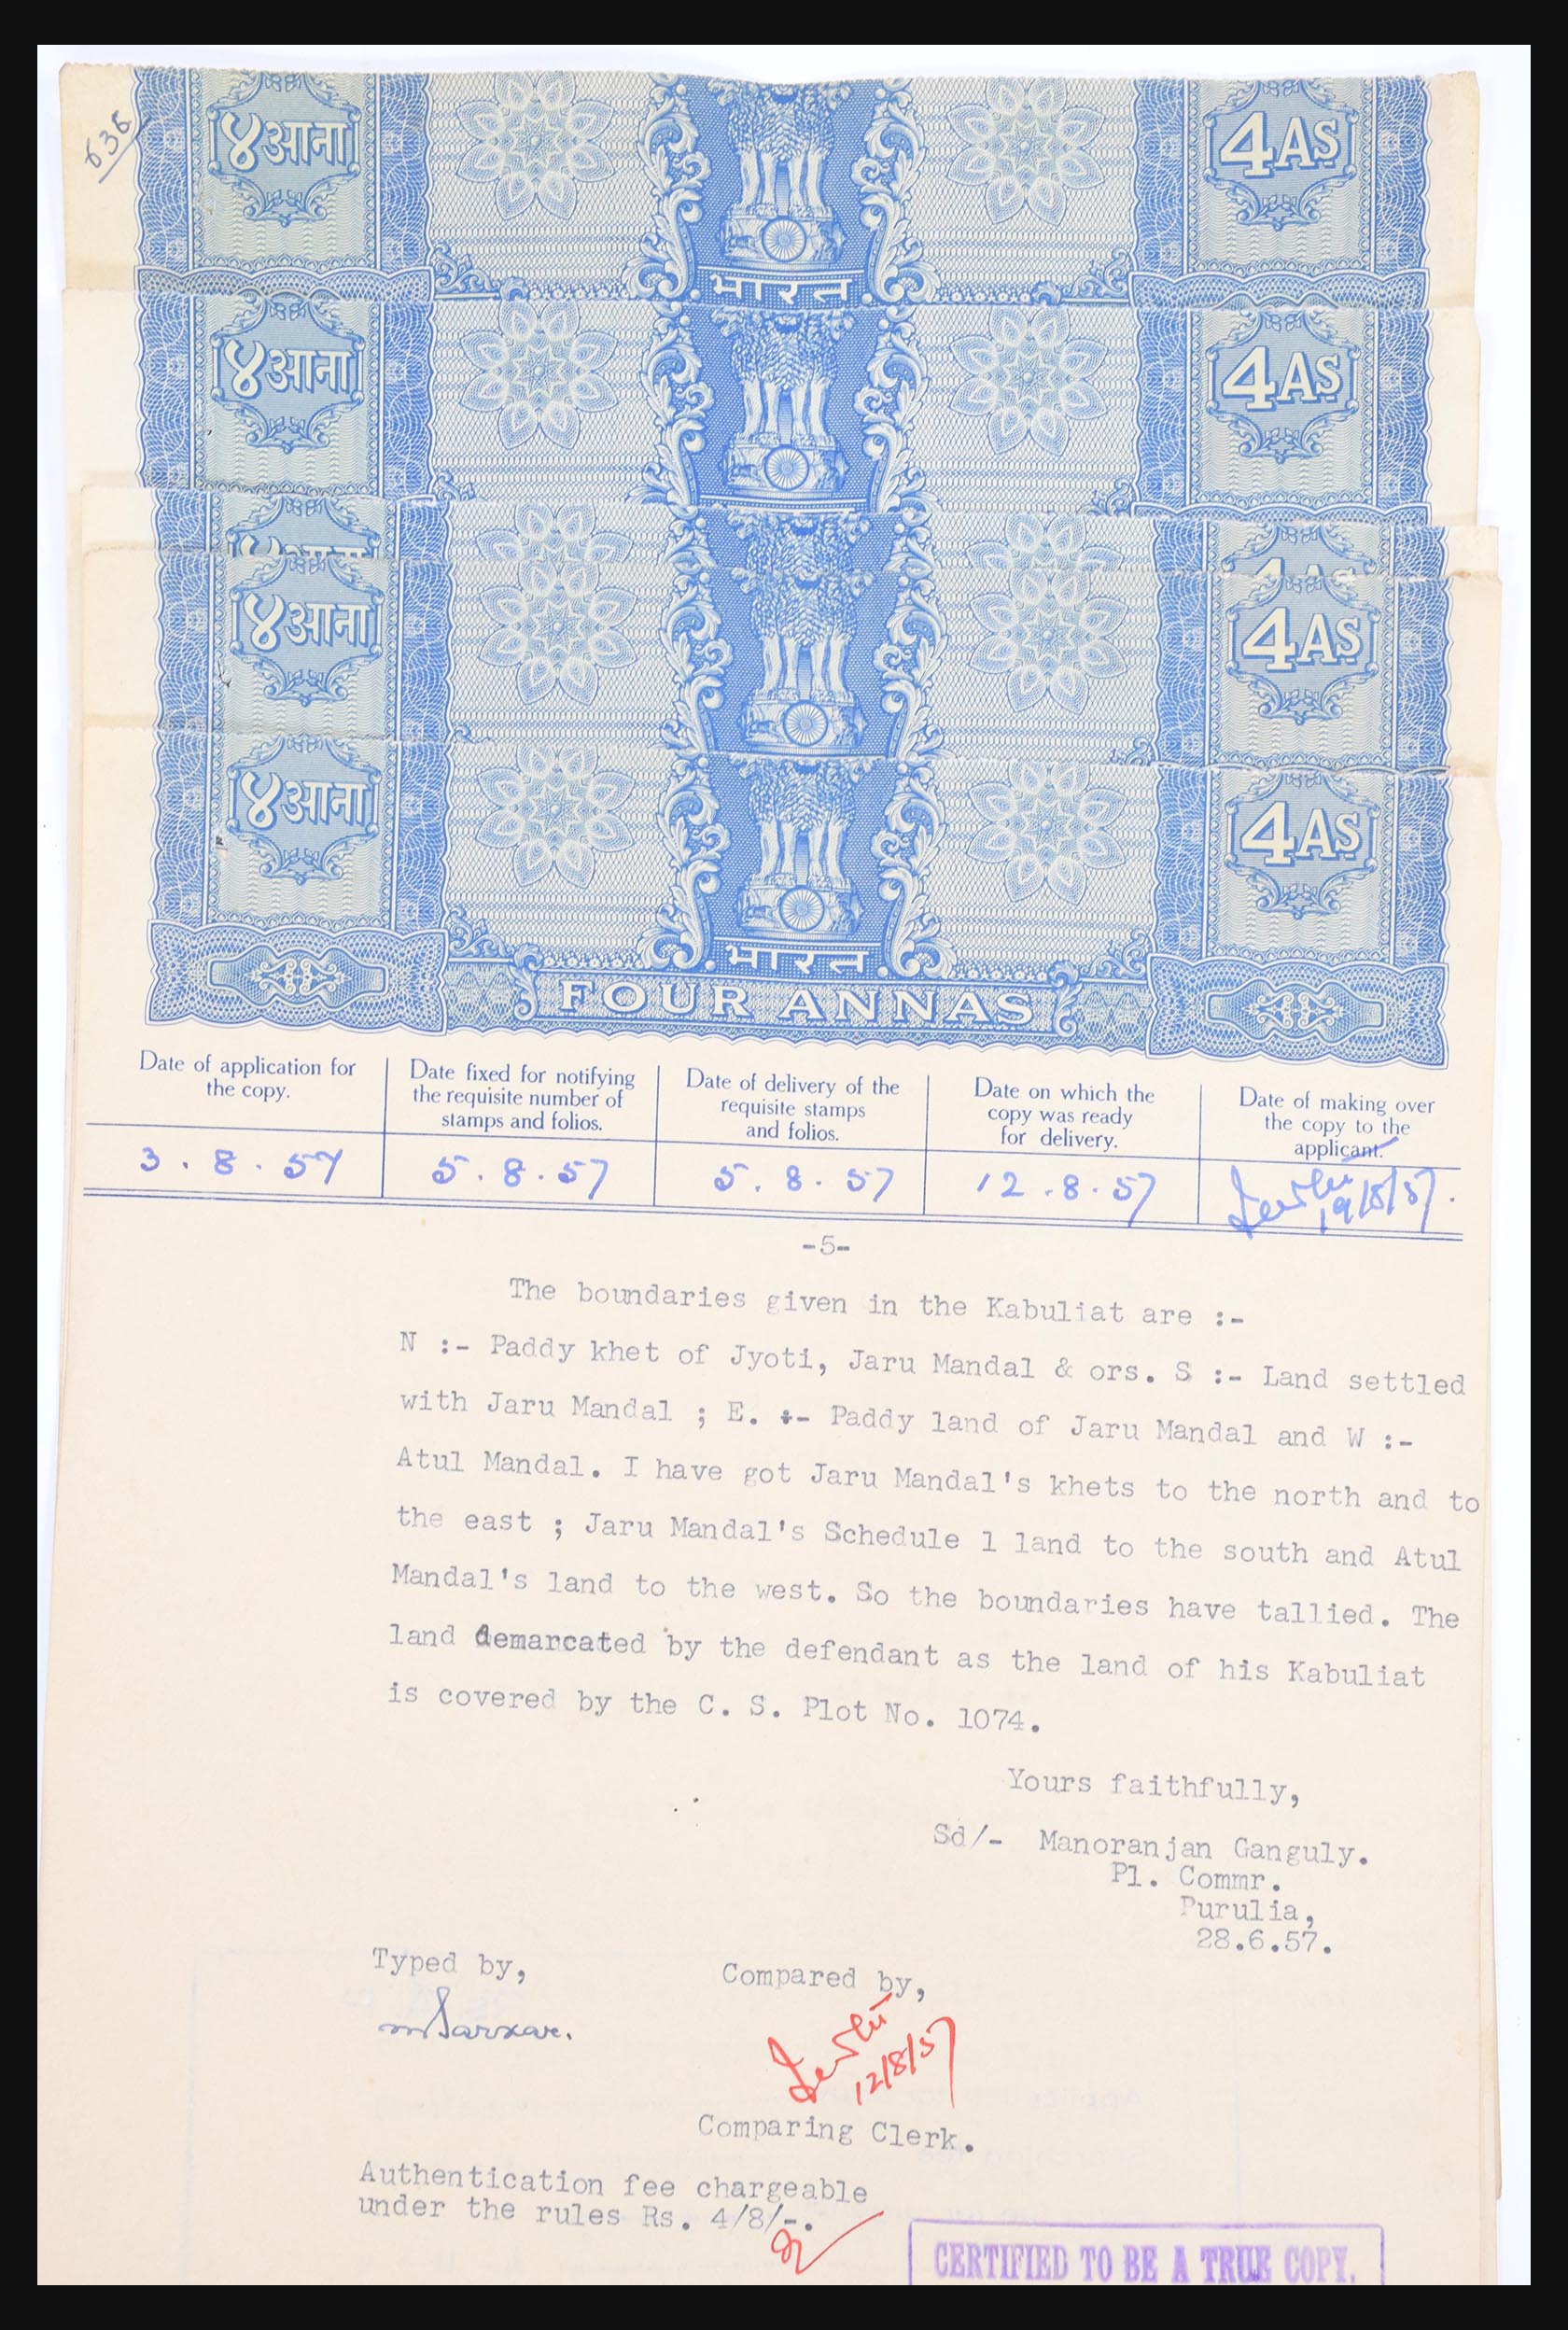 ४आना 4AS
भारत
४आना 4AS
४आना 4AS
४आना 4AS
४आना 4AS
भारत
FOUR ANNAS
Date of application for
the copy.
Date fixed for notifying
the requisite number of
stamps and folios.
Date of delivery of the
requisite stamps
and folios.
Date on which the
copy was ready
for delivery.
Date of making over
the copy to the
applicant.
3.8.57
5.8.57
5.8.57
12.8.57
-5-
The boundaries given in the Kabuliat are :-
N :- Paddy khet of Jyoti, Jaru Mandal & ors. S :- Land settled
with Jaru Mandal ; E. :- Paddy land of Jaru Mandal and W :-
Atul Mandal. I have got Jaru Mandal's khets to the north and to
the east ; Jaru Mandal's Schedule 1 land to the south and Atul
Mandal's land to the west. So the boundaries have tallied. The
land demarcated by the defendant as the land of his Kabuliat
is covered by the C. S. Plot No. 1074.
Yours faithfully,
Sd/- Manoranjan Ganguly.
Pl. Commr.
Purulia,
28.6.57.
Typed by,
Compared by,
12/8/57
Comparing Clerk.
Authentication fee chargeable
under the rules Rs. 4/8/-.
CERTIFIED TO BE A TRUE COPY.